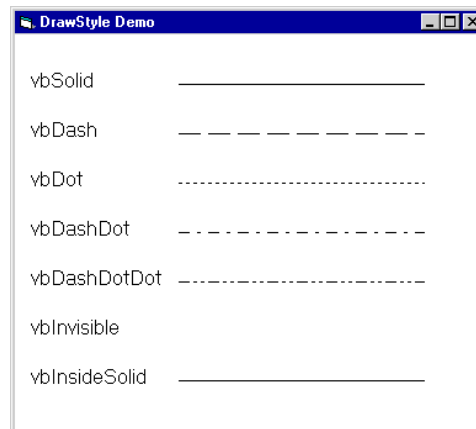 DrawStyle Demo
vbSolid
vbDash
vbDot
vbDashDot
vbDashDotDot
vbInvisible
vbInsideSolid